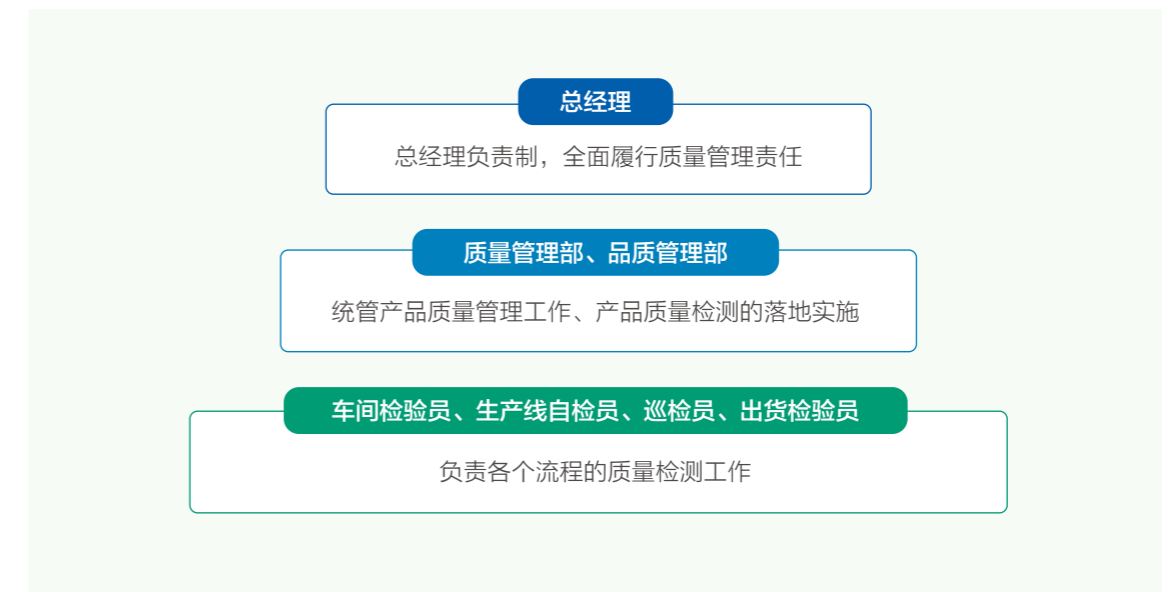 总经理
总经理负责制，全面履行质量管理责任
质量管理部、品质管理部
统管产品质量管理工作、产品质量检测的落地实施
车间检验员、生产线自检员、巡检员、出货检验员
负责各个流程的质量检测工作